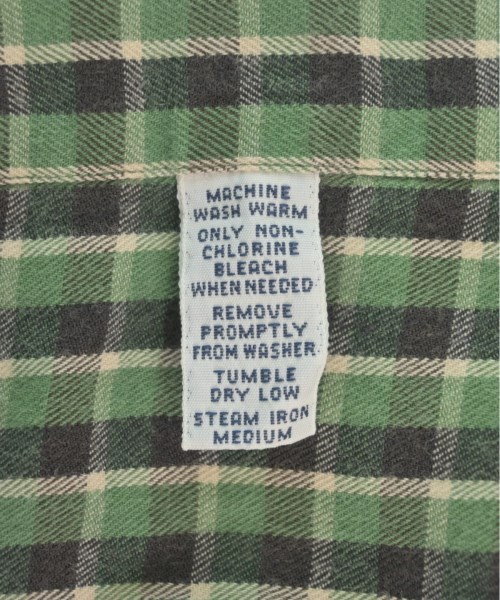 MACHINE
WASH WARM
ONLY NON-
CHLORINE
BLEACH
WHEN NEEDED
REMOVE
PROMPTLY
FROM WASHER
TUMBLE
DRY LOW
STEAM IRON
MEDIUM